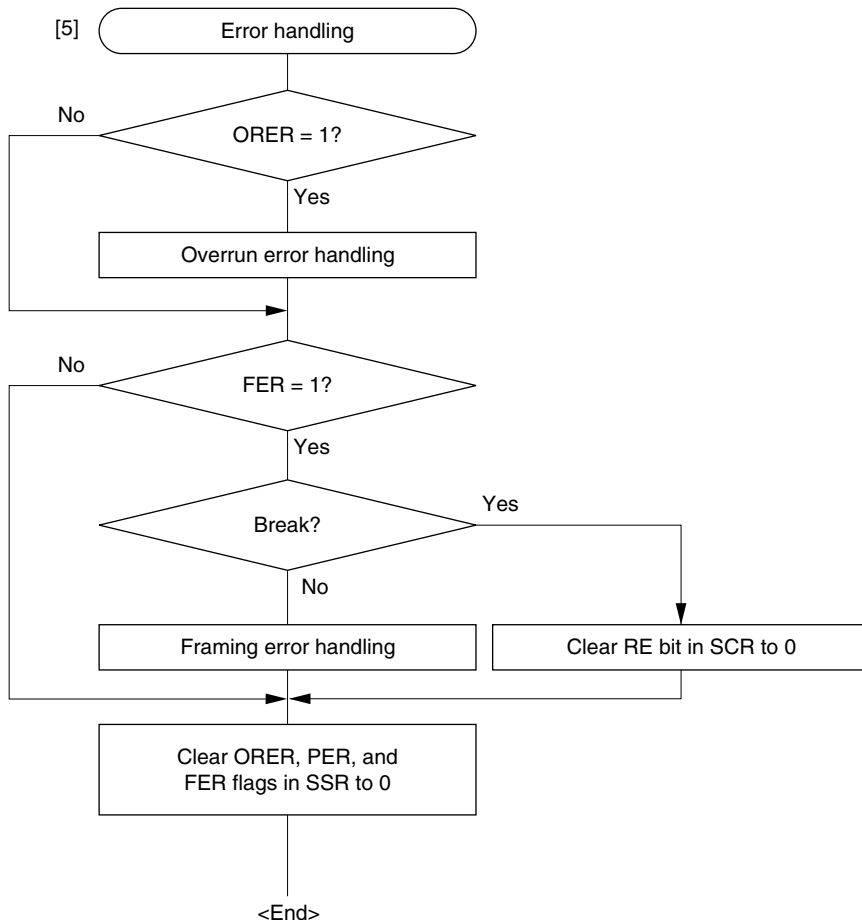 [5] Error handling
No
ORER = 1?
Yes
Overrun error handling
No
FER = 1?
Yes
Break?
Yes
No
Framing error handling
Clear RE bit in SCR to 0
Clear ORER, PER, and
FER flags in SSR to 0
<End>